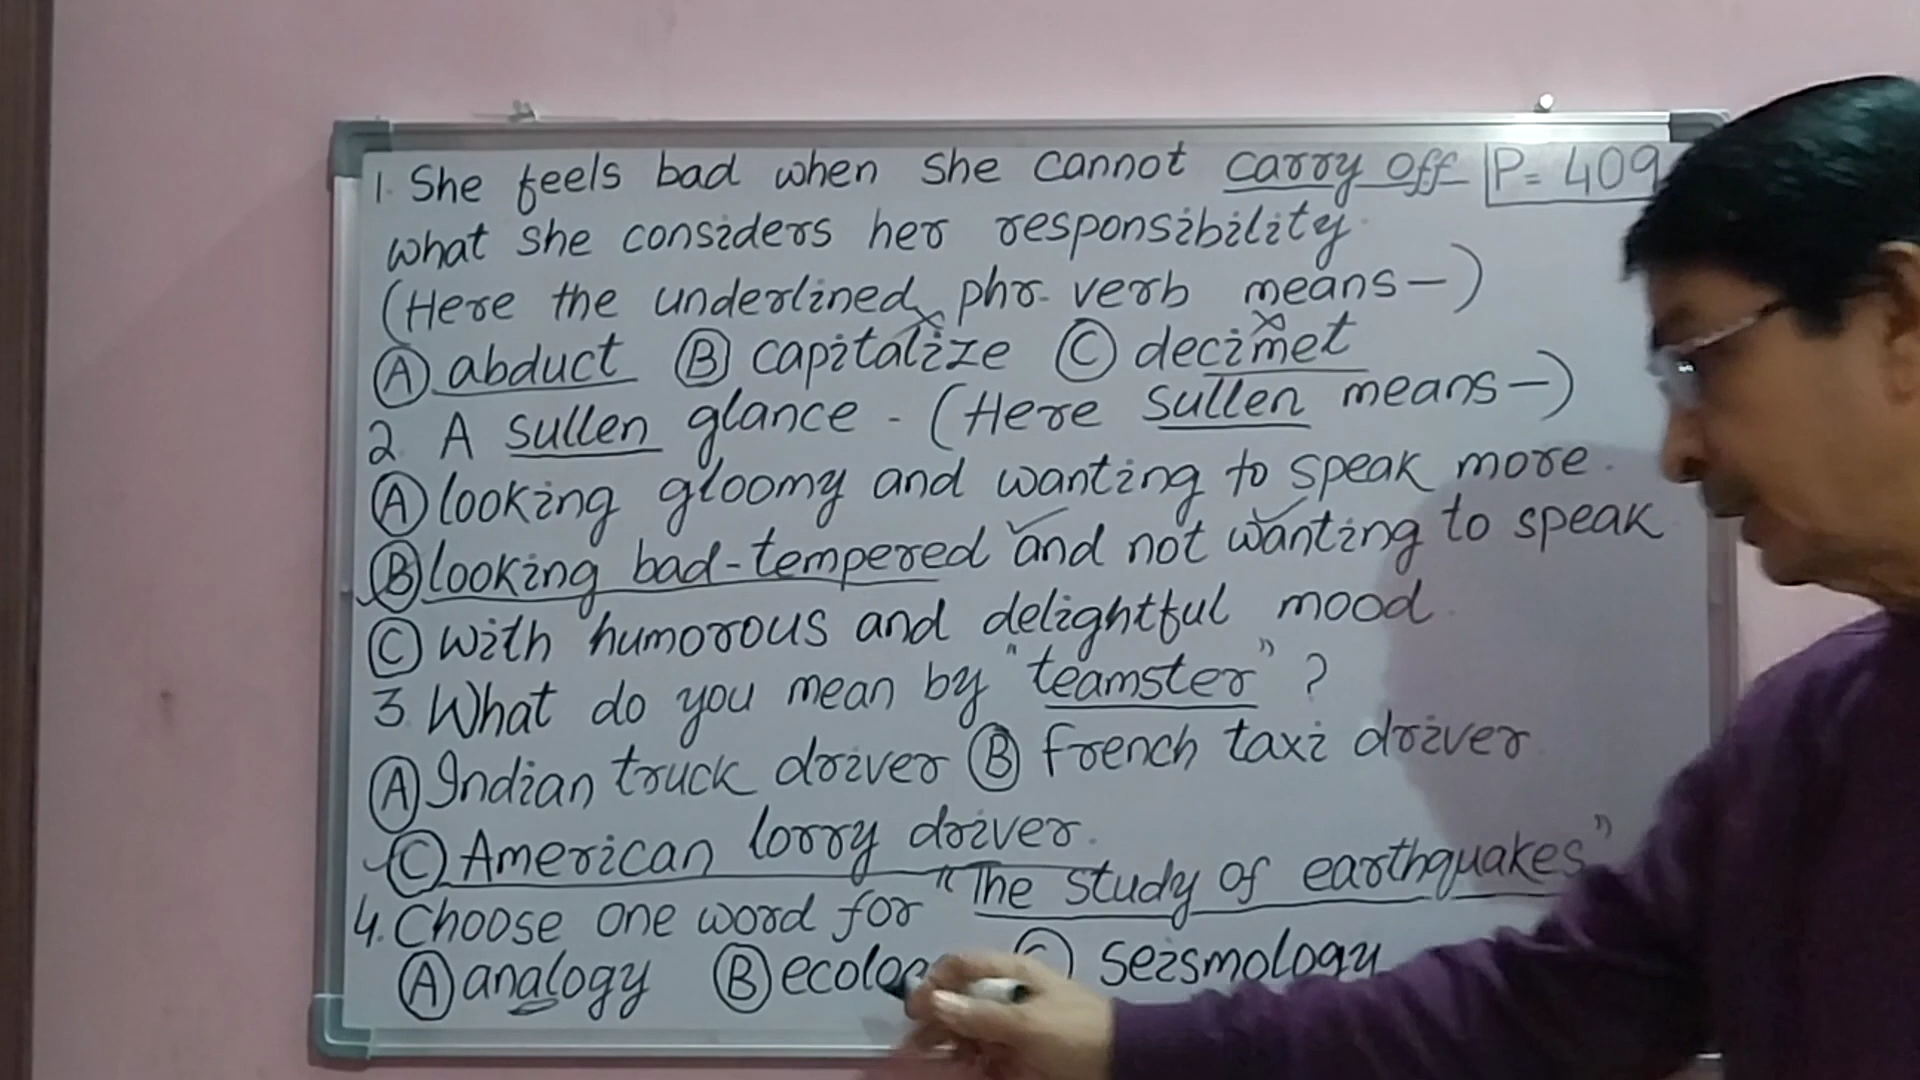 1. She feels bad when she cannot carry off P= 409
what she considers her responsibility.
(Here the underlined phr. verb means-)
(A) abduct (B) capitalize (C) decimet
2. A sullen glance - (Here sullen means-)
(A) looking gloomy and wanting to speak more.
(B) looking bad-tempered and not wanting to speak
(C) with humorous and delightful mood.
3. What do you mean by "teamster"?
(A) Indian truck driver (B) French taxi driver
(C) American lorry driver.
4. Choose one word for "The study of earthquakes"
(A) analogy (B) (C) seismology